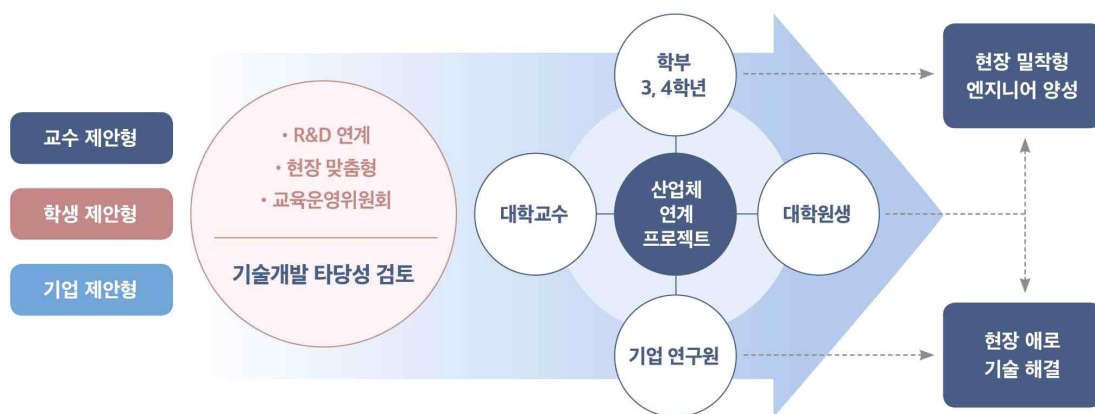 교수 제안형
학생 제안형
기업 제안형
· R&D 연계
· 현장 맞춤형
· 교육운영위원회
기술개발 타당성 검토
학부
3, 4학년
대학교수
산업체
연계
프로젝트
대학원생
기업 연구원
현장 밀착형
엔지니어 양성
현장 애로
기술 해결